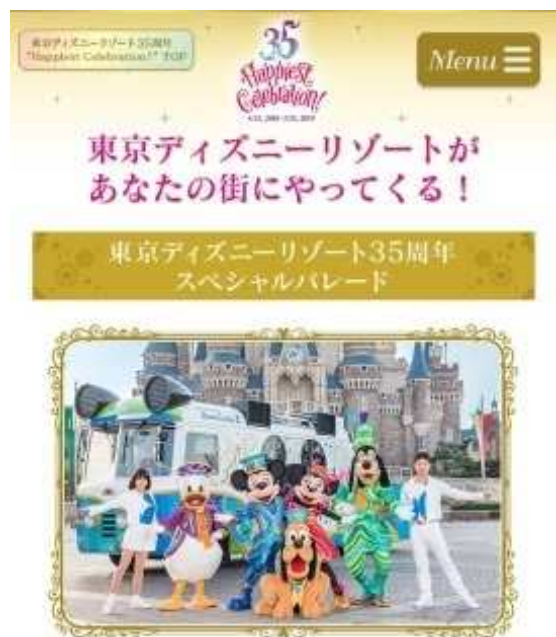 東京ディズニーリゾート35周年
"Happiest Celebration!" TOP
35
Happiest
Celebration!
Menu
東京ディズニーリゾートが
あなたの街にやってくる！
東京ディズニーリゾート35周年
スペシャルパレード